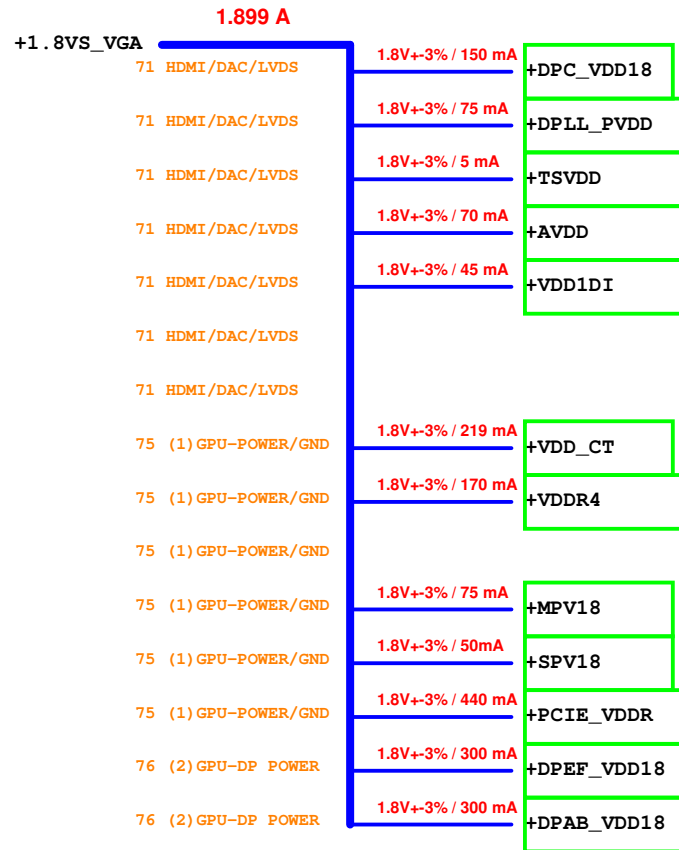 1.899 A
+1.8VS_VGA
71 HDMI/DAC/LVDS 1.8V+-3% / 150 mA +DPC_VDD18
71 HDMI/DAC/LVDS 1.8V+-3% / 75 mA +DPLL_PVDD
71 HDMI/DAC/LVDS 1.8V+-3% / 5 mA +TSVDD
71 HDMI/DAC/LVDS 1.8V+-3% / 70 mA +AVDD
71 HDMI/DAC/LVDS 1.8V+-3% / 45 mA +VDD1DI
71 HDMI/DAC/LVDS
71 HDMI/DAC/LVDS
75 (1)GPU-POWER/GND 1.8V+-3% / 219 mA +VDD_CT
75 (1)GPU-POWER/GND 1.8V+-3% / 170 mA +VDDR4
75 (1)GPU-POWER/GND
75 (1)GPU-POWER/GND 1.8V+-3% / 75 mA +MPV18
75 (1)GPU-POWER/GND 1.8V+-3% / 50mA +SPV18
75 (1)GPU-POWER/GND 1.8V+-3% / 440 mA +PCIE_VDDR
76 (2)GPU-DP POWER 1.8V+-3% / 300 mA +DPEF_VDD18
76 (2)GPU-DP POWER 1.8V+-3% / 300 mA +DPAB_VDD18